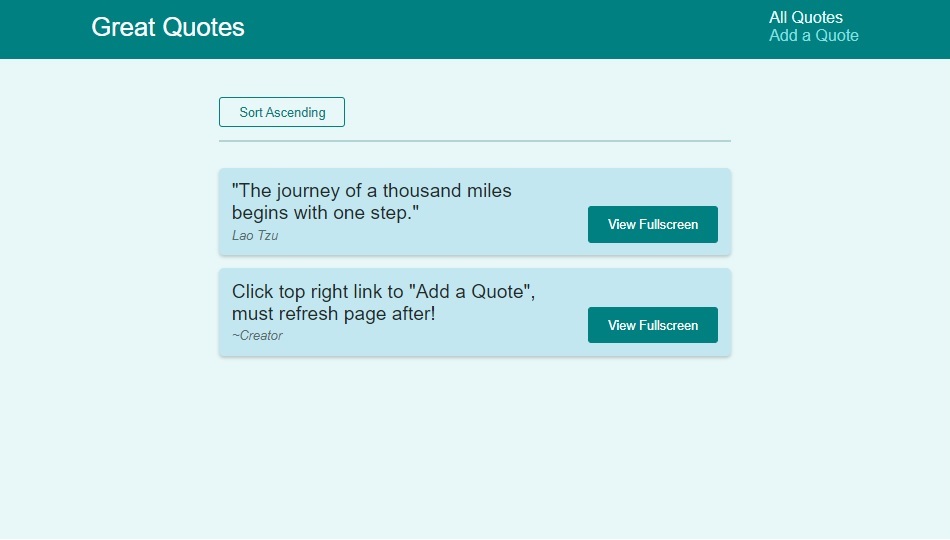 Great Quotes
All Quotes
Add a Quote
Sort Ascending
"The journey of a thousand miles
begins with one step."
Lao Tzu
View Fullscreen
Click top right link to "Add a Quote",
must refresh page after!
~Creator
View Fullscreen